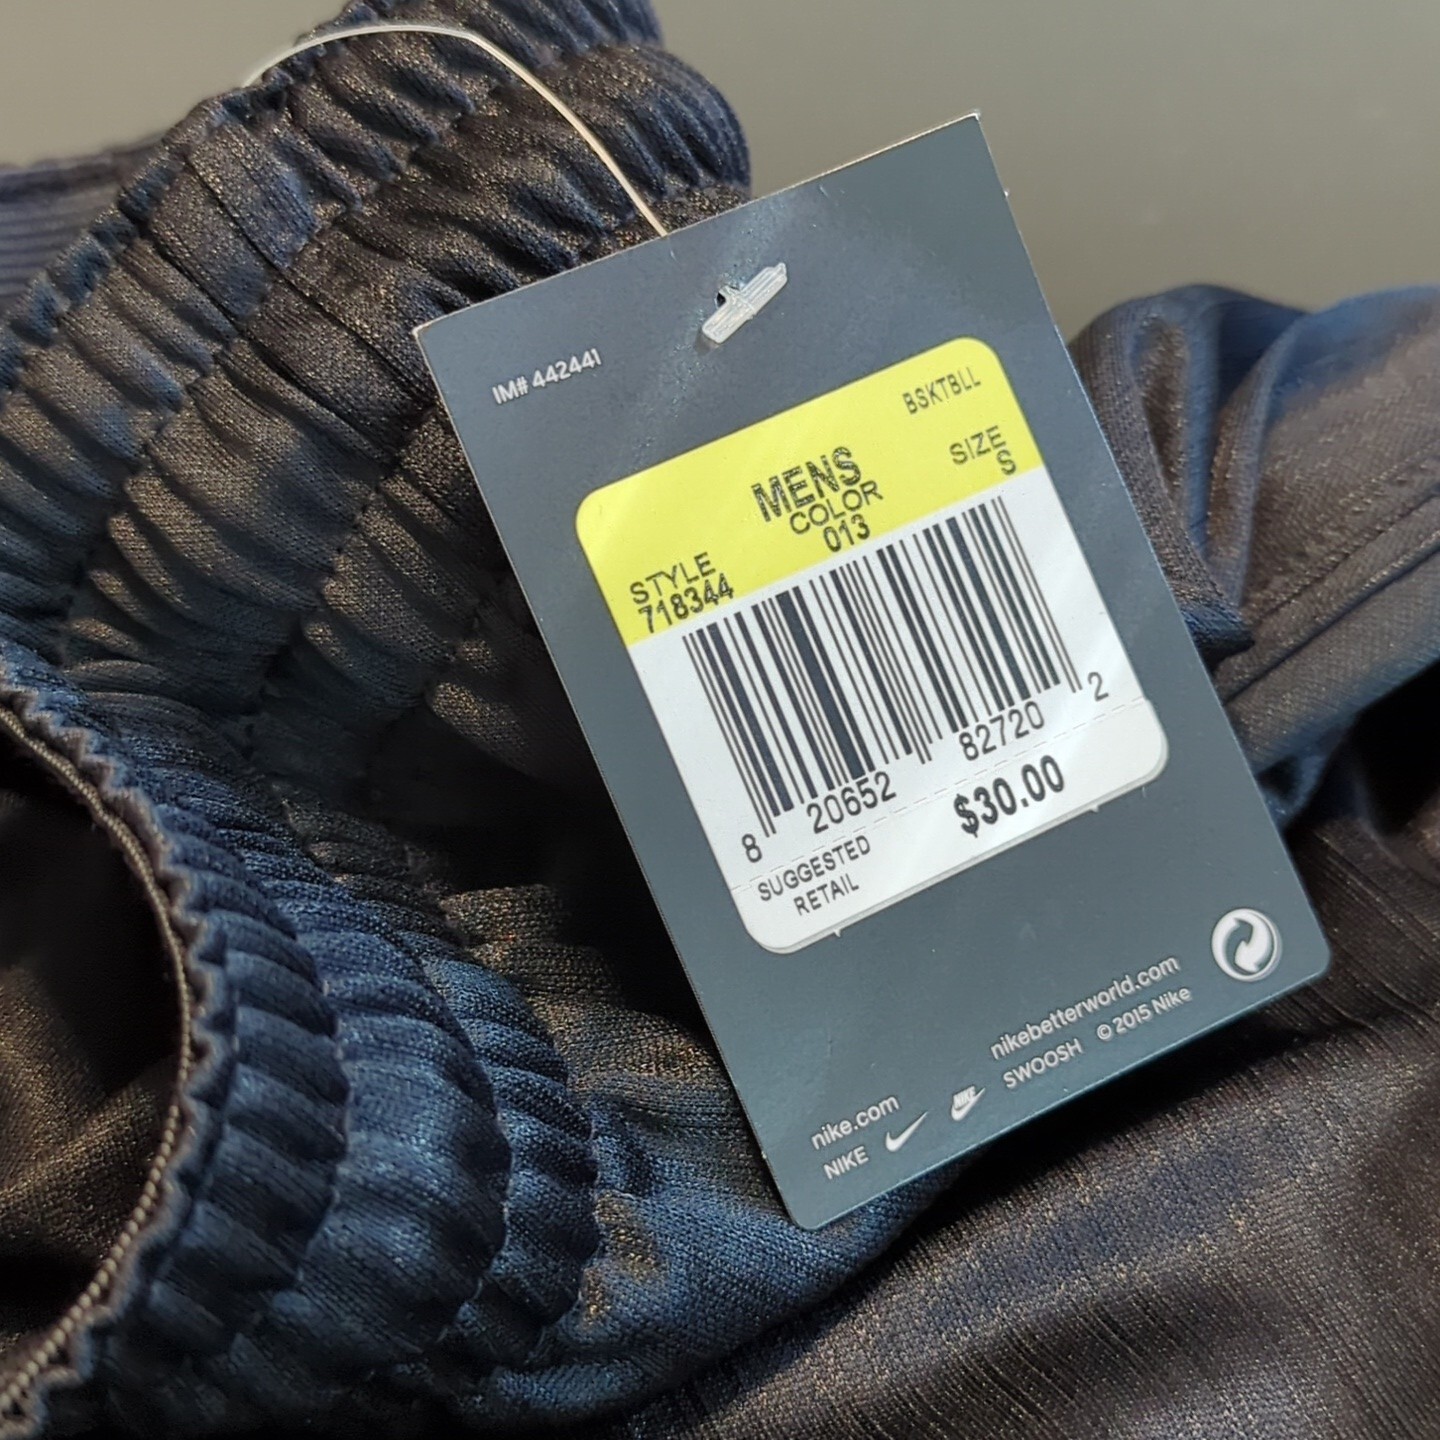 IM# 442441
BSKTBLL
MENS
SIZE
S
COLOR
013
STYLE
718344
8 20652 82720 2
SUGGESTED
RETAIL
$30.00
nikebetterworld.com
nike.com
NIKE NIKE SWOOSH © 2015 Nike